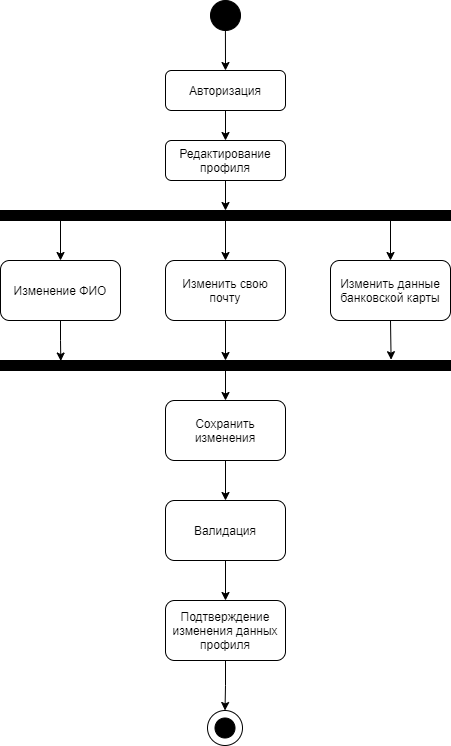 Авторизация
Редактирование
профиля
Изменение ФИО
Изменить свою
почту
Изменить данные
банковской карты
Сохранить
изменения
Валидация
Подтверждение
изменения данных
профиля